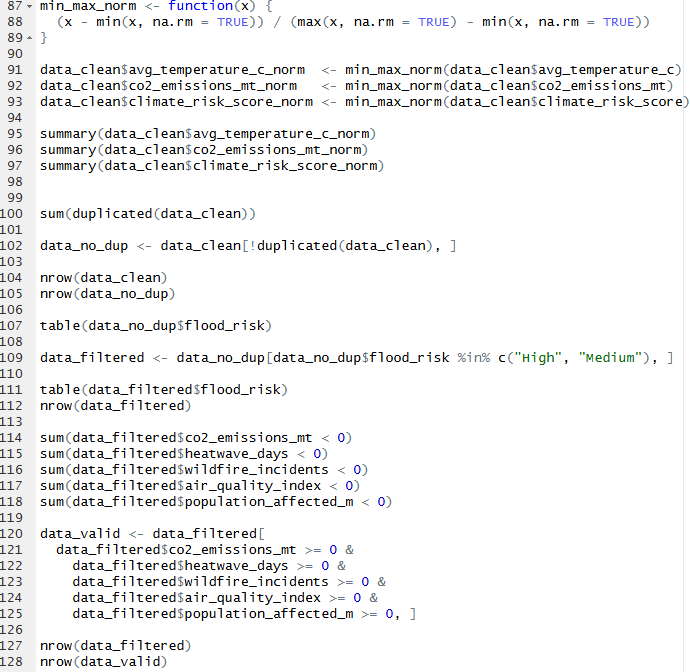 87 min_max_norm <- function(x) {
88   (x - min(x, na.rm = TRUE)) / (max(x, na.rm = TRUE) - min(x, na.rm = TRUE))
89 }
90
91 data_clean$avg_temperature_c_norm  <- min_max_norm(data_clean$avg_temperature_c)
92 data_clean$co2_emissions_mt_norm   <- min_max_norm(data_clean$co2_emissions_mt)
93 data_clean$climate_risk_score_norm <- min_max_norm(data_clean$climate_risk_score)
94
95 summary(data_clean$avg_temperature_c_norm)
96 summary(data_clean$co2_emissions_mt_norm)
97 summary(data_clean$climate_risk_score_norm)
98
99
100 sum(duplicated(data_clean))
101
102 data_no_dup <- data_clean[!duplicated(data_clean), ]
103
104 nrow(data_clean)
105 nrow(data_no_dup)
106
107 table(data_no_dup$flood_risk)
108
109 data_filtered <- data_no_dup[data_no_dup$flood_risk %in% c("High", "Medium"), ]
110
111 table(data_filtered$flood_risk)
112 nrow(data_filtered)
113
114 sum(data_filtered$co2_emissions_mt < 0)
115 sum(data_filtered$heatwave_days < 0)
116 sum(data_filtered$wildfire_incidents < 0)
117 sum(data_filtered$air_quality_index < 0)
118 sum(data_filtered$population_affected_m < 0)
119
120 data_valid <- data_filtered[
121   data_filtered$co2_emissions_mt >= 0 &
122     data_filtered$heatwave_days >= 0 &
123     data_filtered$wildfire_incidents >= 0 &
124     data_filtered$air_quality_index >= 0 &
125     data_filtered$population_affected_m >= 0, ]
126
127 nrow(data_filtered)
128 nrow(data_valid)